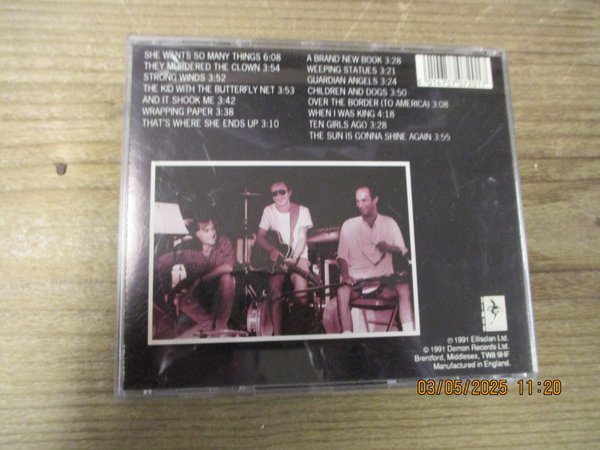 SHE WANTS SO MANY THINGS 6:08
THEY MURDERED THE CLOWN 3:54
STRONG WINDS 3:52
THE KID WITH THE BUTTERFLY NET 3:53
AND IT SHOOK ME 3:42
WRAPPING PAPER 3:38
THAT'S WHERE SHE ENDS UP 3:10
A BRAND NEW BOOK 3:28
WEEPING STATUES 3:21
GUARDIAN ANGELS 3:24
CHILDREN AND DOGS 3:50
OVER THE BORDER (TO AMERICA) 3:08
WHEN I WAS KING 4:18
TEN GIRLS AGO 3:28
THE SUN IS GONNA SHINE AGAIN 3:55
℗ 1991 Ellisclan Ltd.
© 1991 Demon Records Ltd.
Brentford, Middlesex, TW8 9HF
Manufactured in England.
03/05/2025 11:20